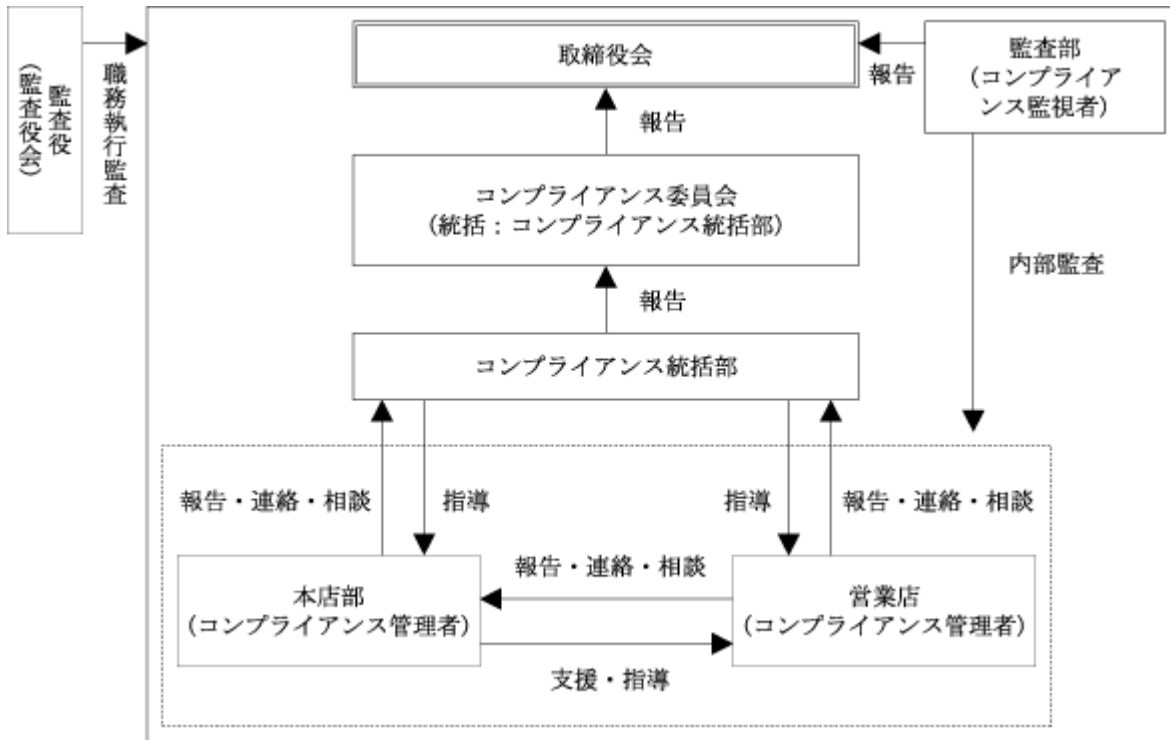 監査役
（監査役会）
職務執行監査
取締役会
報告
監査部
（コンプライア
ンス監視者）
報告
コンプライアンス委員会
（統括：コンプライアンス統括部）
内部監査
報告
コンプライアンス統括部
報告・連絡・相談
指導
指導
報告・連絡・相談
本店部
（コンプライアンス管理者）
報告・連絡・相談
営業店
（コンプライアンス管理者）
支援・指導